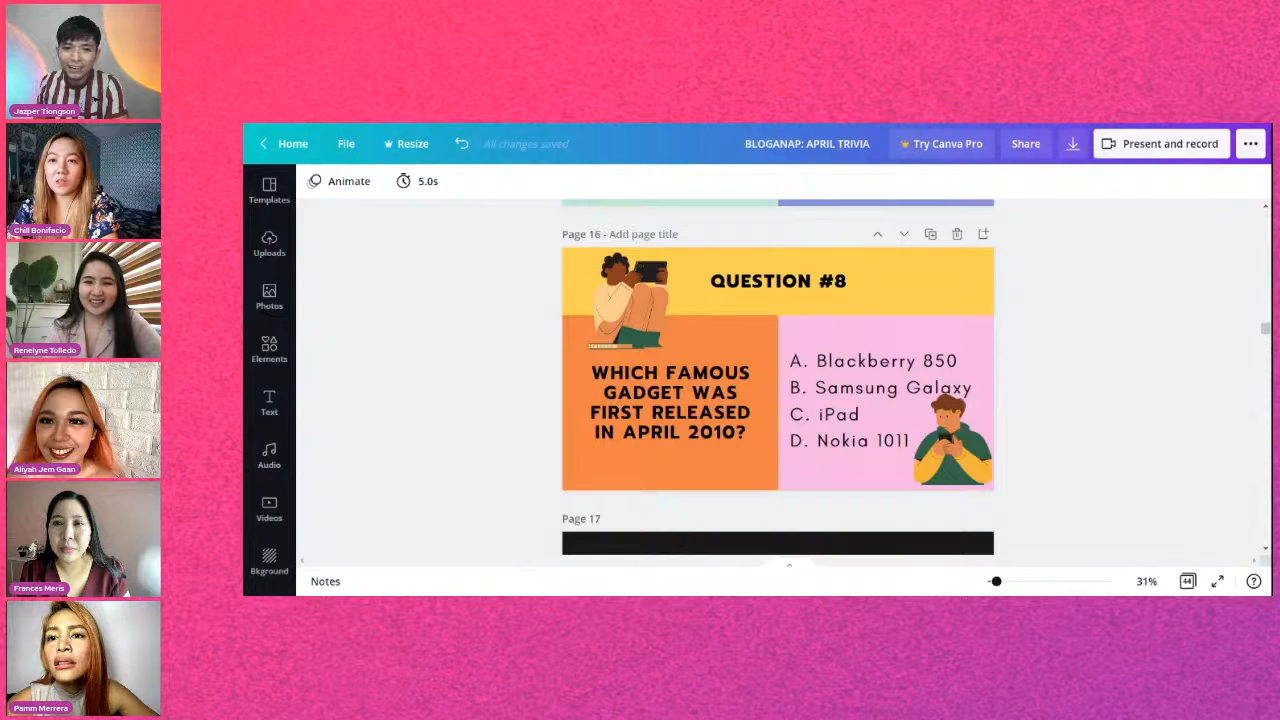 Jazper Tiongson
Chill Bonifacio
Renelyne Tolledo
Aliyah Jem Gaan
Frances Meris
Pamm Merrera
Home
File
Resize
All changes saved
BLOGANAP: APRIL TRIVIA
Try Canva Pro
Share
Present and record
Animate
5.0s
Templates
Uploads
Photos
Elements
Text
Audio
Videos
Bkground
Page 16 - Add page title
QUESTION #8
WHICH FAMOUS
GADGET WAS
FIRST RELEASED
IN APRIL 2010?
A. Blackberry 850
B. Samsung Galaxy
C. iPad
D. Nokia 1011
Page 17
Notes
31%
44